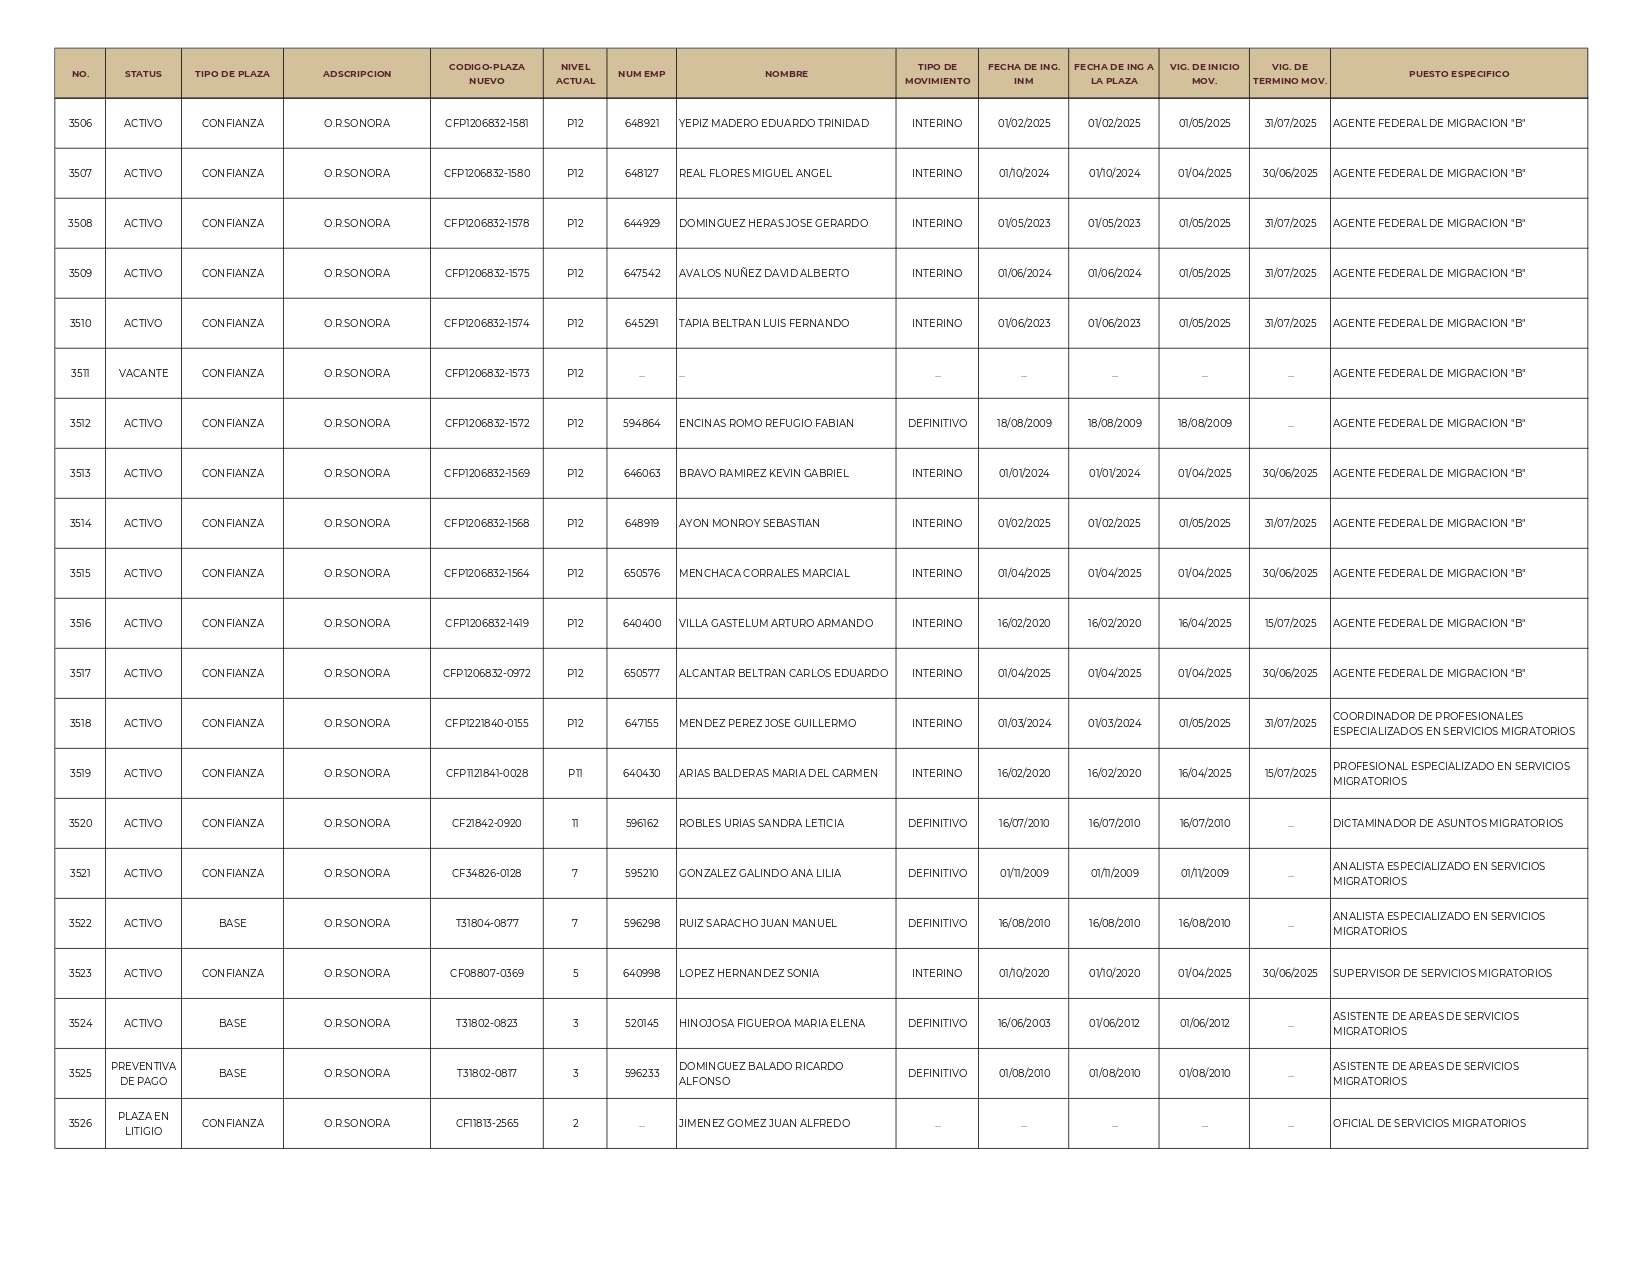 NO. STATUS TIPO DE PLAZA ADSCRIPCION CODIGO-PLAZA NUEVO NIVEL ACTUAL NUM EMP NOMBRE TIPO DE MOVIMIENTO FECHA DE ING. INM FECHA DE ING A LA PLAZA VIG. DE INICIO MOV. VIG. DE TERMINO MOV. PUESTO ESPECIFICO
3506 ACTIVO CONFIANZA O.R.SONORA CFP1206832-1581 P12 648921 YEPIZ MADERO EDUARDO TRINIDAD INTERINO 01/02/2025 01/02/2025 01/05/2025 31/07/2025 AGENTE FEDERAL DE MIGRACION "B"
3507 ACTIVO CONFIANZA O.R.SONORA CFP1206832-1580 P12 648127 REAL FLORES MIGUEL ANGEL INTERINO 01/10/2024 01/10/2024 01/04/2025 30/06/2025 AGENTE FEDERAL DE MIGRACION "B"
3508 ACTIVO CONFIANZA O.R.SONORA CFP1206832-1578 P12 644929 DOMINGUEZ HERAS JOSE GERARDO INTERINO 01/05/2023 01/05/2023 01/05/2025 31/07/2025 AGENTE FEDERAL DE MIGRACION "B"
3509 ACTIVO CONFIANZA O.R.SONORA CFP1206832-1575 P12 647542 AVALOS NUÑEZ DAVID ALBERTO INTERINO 01/06/2024 01/06/2024 01/05/2025 31/07/2025 AGENTE FEDERAL DE MIGRACION "B"
3510 ACTIVO CONFIANZA O.R.SONORA CFP1206832-1574 P12 645291 TAPIA BELTRAN LUIS FERNANDO INTERINO 01/06/2023 01/06/2023 01/05/2025 31/07/2025 AGENTE FEDERAL DE MIGRACION "B"
3511 VACANTE CONFIANZA O.R.SONORA CFP1206832-1573 P12 ... ... ... ... ... ... ... AGENTE FEDERAL DE MIGRACION "B"
3512 ACTIVO CONFIANZA O.R.SONORA CFP1206832-1572 P12 594864 ENCINAS ROMO REFUGIO FABIAN DEFINITIVO 18/08/2009 18/08/2009 18/08/2009 ... AGENTE FEDERAL DE MIGRACION "B"
3513 ACTIVO CONFIANZA O.R.SONORA CFP1206832-1569 P12 646063 BRAVO RAMIREZ KEVIN GABRIEL INTERINO 01/01/2024 01/01/2024 01/04/2025 30/06/2025 AGENTE FEDERAL DE MIGRACION "B"
3514 ACTIVO CONFIANZA O.R.SONORA CFP1206832-1568 P12 648919 AYON MONROY SEBASTIAN INTERINO 01/02/2025 01/02/2025 01/05/2025 31/07/2025 AGENTE FEDERAL DE MIGRACION "B"
3515 ACTIVO CONFIANZA O.R.SONORA CFP1206832-1564 P12 650576 MENCHACA CORRALES MARCIAL INTERINO 01/04/2025 01/04/2025 01/04/2025 30/06/2025 AGENTE FEDERAL DE MIGRACION "B"
3516 ACTIVO CONFIANZA O.R.SONORA CFP1206832-1419 P12 640400 VILLA GASTELUM ARTURO ARMANDO INTERINO 16/02/2020 16/02/2020 16/04/2025 15/07/2025 AGENTE FEDERAL DE MIGRACION "B"
3517 ACTIVO CONFIANZA O.R.SONORA CFP1206832-0972 P12 650577 ALCANTAR BELTRAN CARLOS EDUARDO INTERINO 01/04/2025 01/04/2025 01/04/2025 30/06/2025 AGENTE FEDERAL DE MIGRACION "B"
3518 ACTIVO CONFIANZA O.R.SONORA CFP1221840-0155 P12 647155 MENDEZ PEREZ JOSE GUILLERMO INTERINO 01/03/2024 01/03/2024 01/05/2025 31/07/2025 COORDINADOR DE PROFESIONALES ESPECIALIZADOS EN SERVICIOS MIGRATORIOS
3519 ACTIVO CONFIANZA O.R.SONORA CFP1121841-0028 P11 640430 ARIAS BALDERAS MARIA DEL CARMEN INTERINO 16/02/2020 16/02/2020 16/04/2025 15/07/2025 PROFESIONAL ESPECIALIZADO EN SERVICIOS MIGRATORIOS
3520 ACTIVO CONFIANZA O.R.SONORA CF21842-0920 11 596162 ROBLES URIAS SANDRA LETICIA DEFINITIVO 16/07/2010 16/07/2010 16/07/2010 ... DICTAMINADOR DE ASUNTOS MIGRATORIOS
3521 ACTIVO CONFIANZA O.R.SONORA CF34826-0128 7 595210 GONZALEZ GALINDO ANA LILIA DEFINITIVO 01/11/2009 01/11/2009 01/11/2009 ... ANALISTA ESPECIALIZADO EN SERVICIOS MIGRATORIOS
3522 ACTIVO BASE O.R.SONORA T31804-0877 7 596298 RUIZ SARACHO JUAN MANUEL DEFINITIVO 16/08/2010 16/08/2010 16/08/2010 ... ANALISTA ESPECIALIZADO EN SERVICIOS MIGRATORIOS
3523 ACTIVO CONFIANZA O.R.SONORA CF08807-0369 5 640998 LOPEZ HERNANDEZ SONIA INTERINO 01/10/2020 01/10/2020 01/04/2025 30/06/2025 SUPERVISOR DE SERVICIOS MIGRATORIOS
3524 ACTIVO BASE O.R.SONORA T31802-0823 3 520145 HINOJOSA FIGUEROA MARIA ELENA DEFINITIVO 16/06/2003 01/06/2012 01/06/2012 ... ASISTENTE DE AREAS DE SERVICIOS MIGRATORIOS
3525 PREVENTIVA DE PAGO BASE O.R.SONORA T31802-0817 3 596233 DOMINGUEZ BALADO RICARDO ALFONSO DEFINITIVO 01/08/2010 01/08/2010 01/08/2010 ... ASISTENTE DE AREAS DE SERVICIOS MIGRATORIOS
3526 PLAZA EN LITIGIO CONFIANZA O.R.SONORA CF11813-2565 2 ... JIMENEZ GOMEZ JUAN ALFREDO ... ... ... ... ... OFICIAL DE SERVICIOS MIGRATORIOS